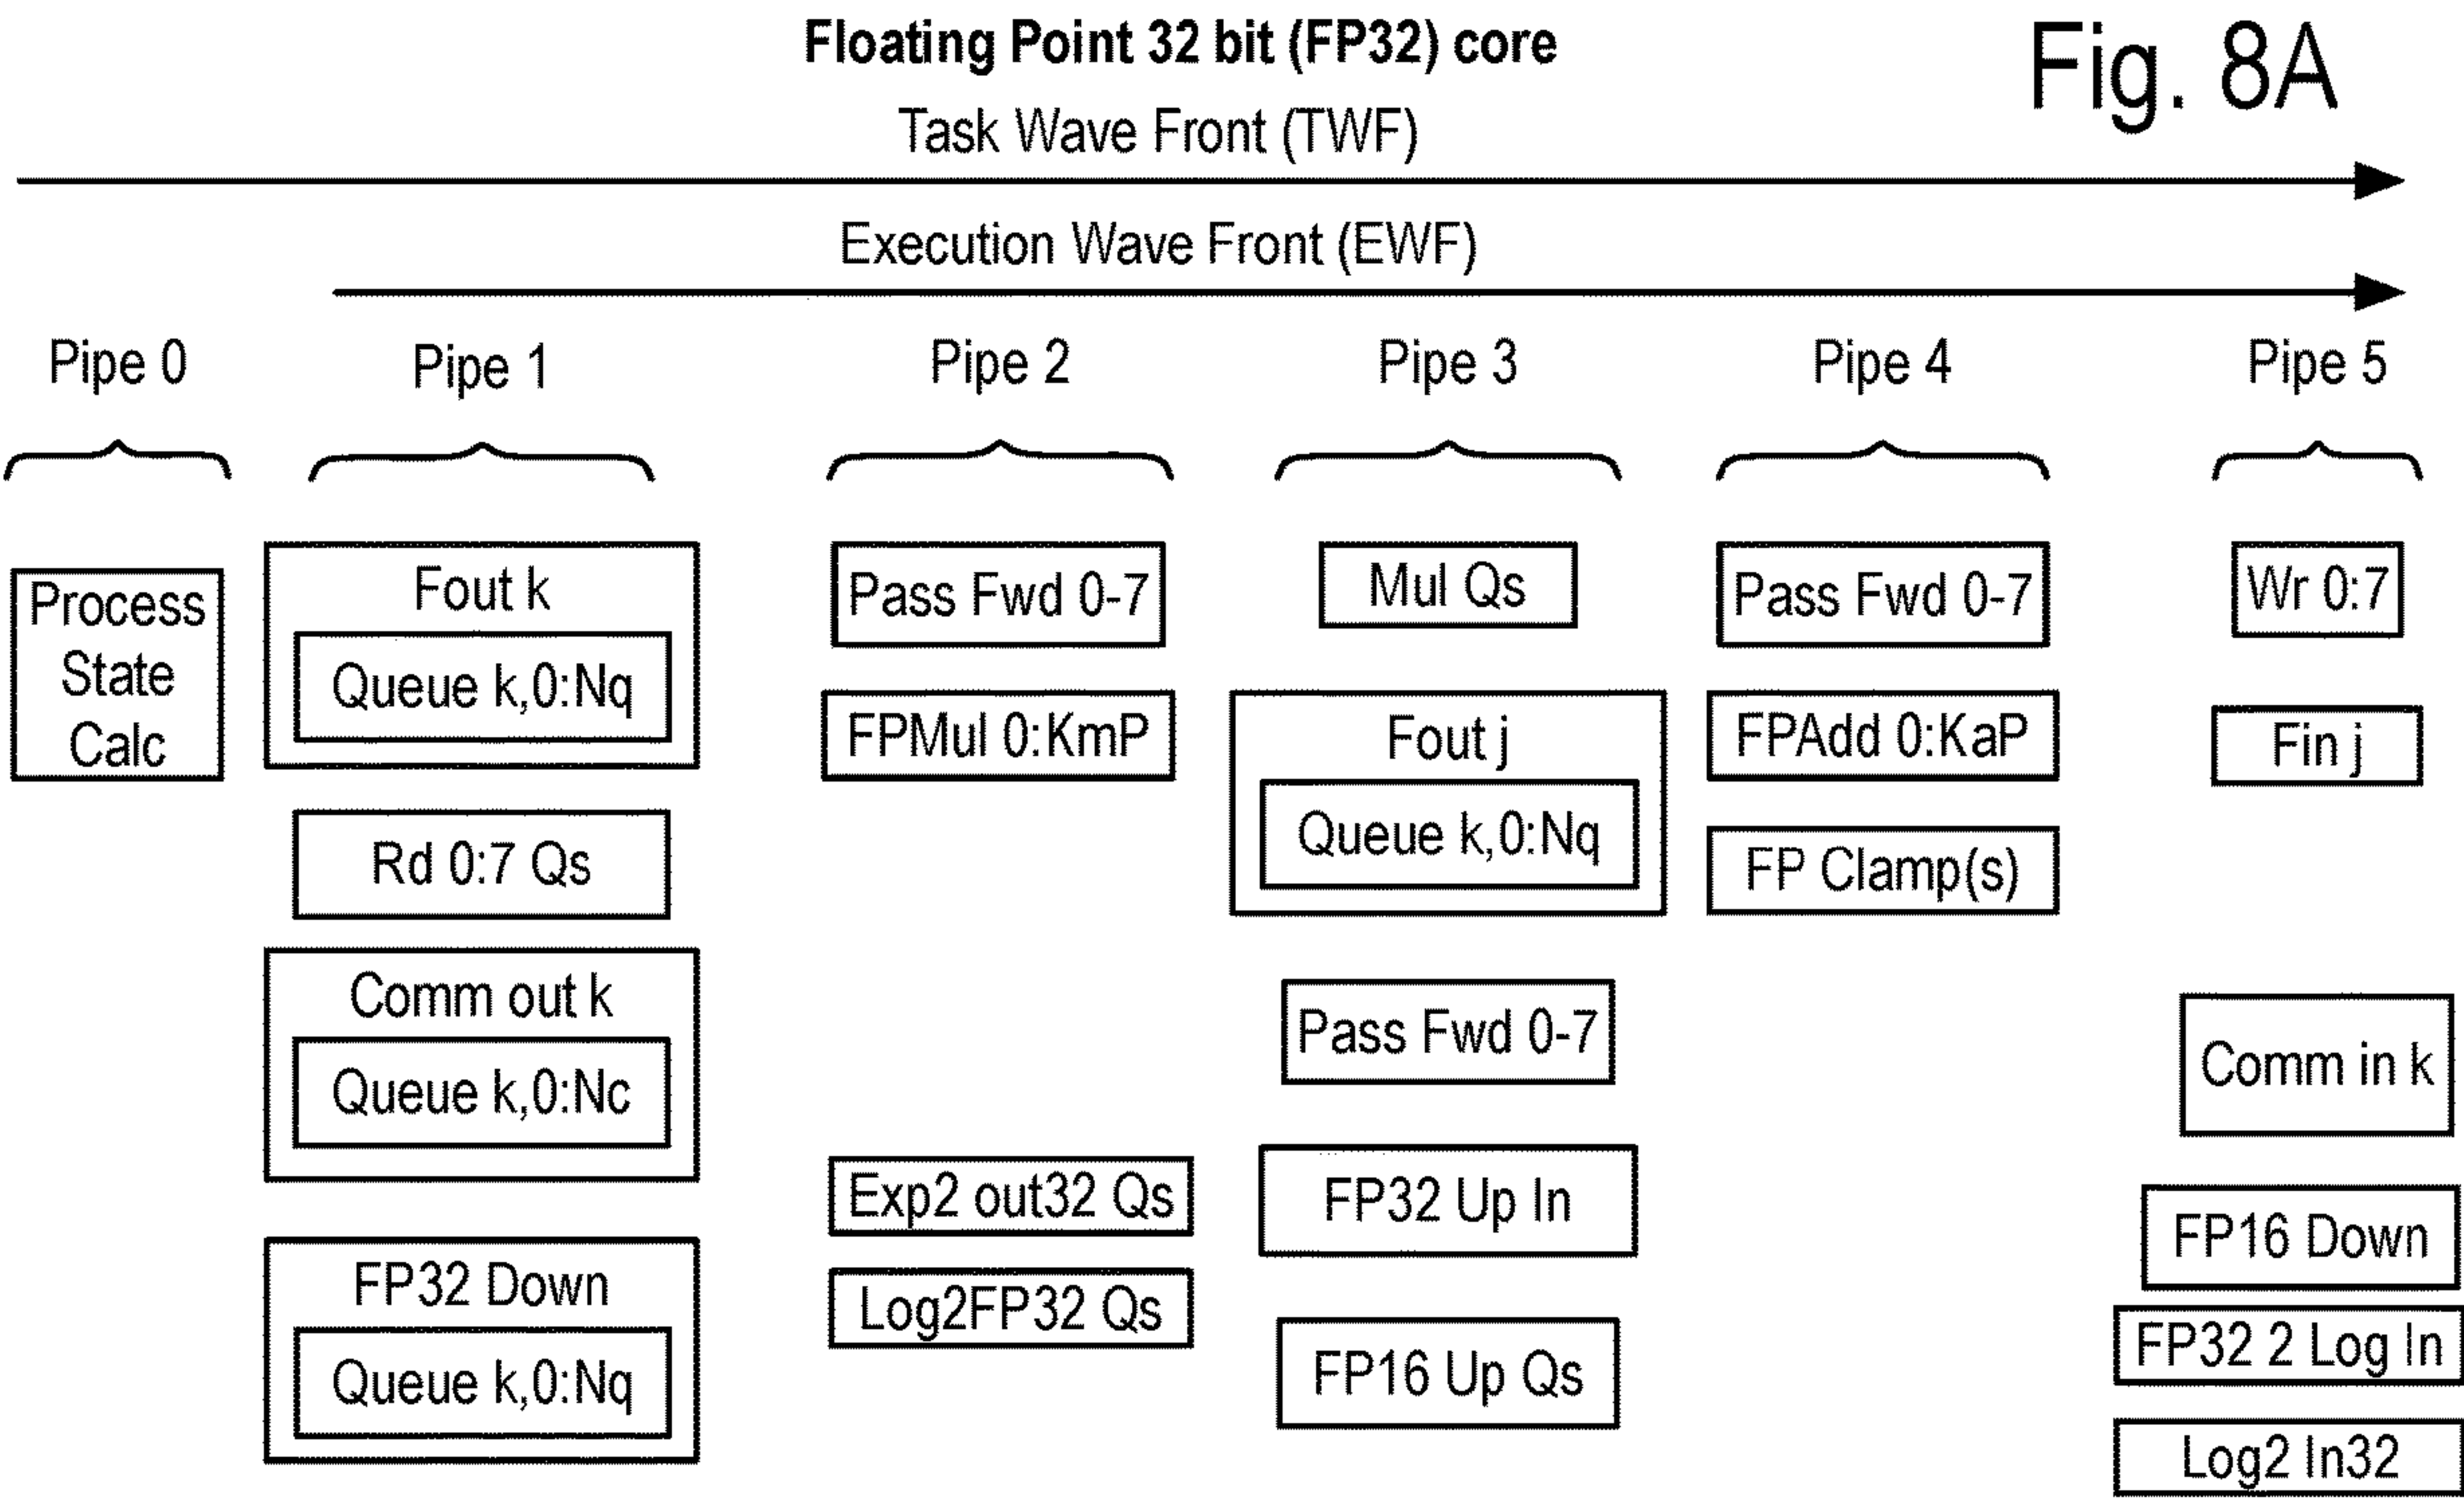 Floating Point 32 bit (FP32) core
Fig. 8A
Task Wave Front (TWF)
Execution Wave Front (EWF)
Pipe 0
Pipe 1
Pipe 2
Pipe 3
Pipe 4
Pipe 5
Process
State
Calc
Fout k
Queue k,0:Nq
Rd 0:7 Qs
Comm out k
Queue k,0:Nc
FP32 Down
Queue k,0:Nq
Pass Fwd 0-7
FPMul 0:KmP
Exp2 out32 Qs
Log2FP32 Qs
Mul Qs
Fout j
Queue k,0:Nq
Pass Fwd 0-7
FP32 Up In
FP16 Up Qs
Pass Fwd 0-7
FPAdd 0:KaP
FP Clamp(s)
Wr 0:7
Fin j
Comm in k
FP16 Down
FP32 2 Log In
Log2 In32